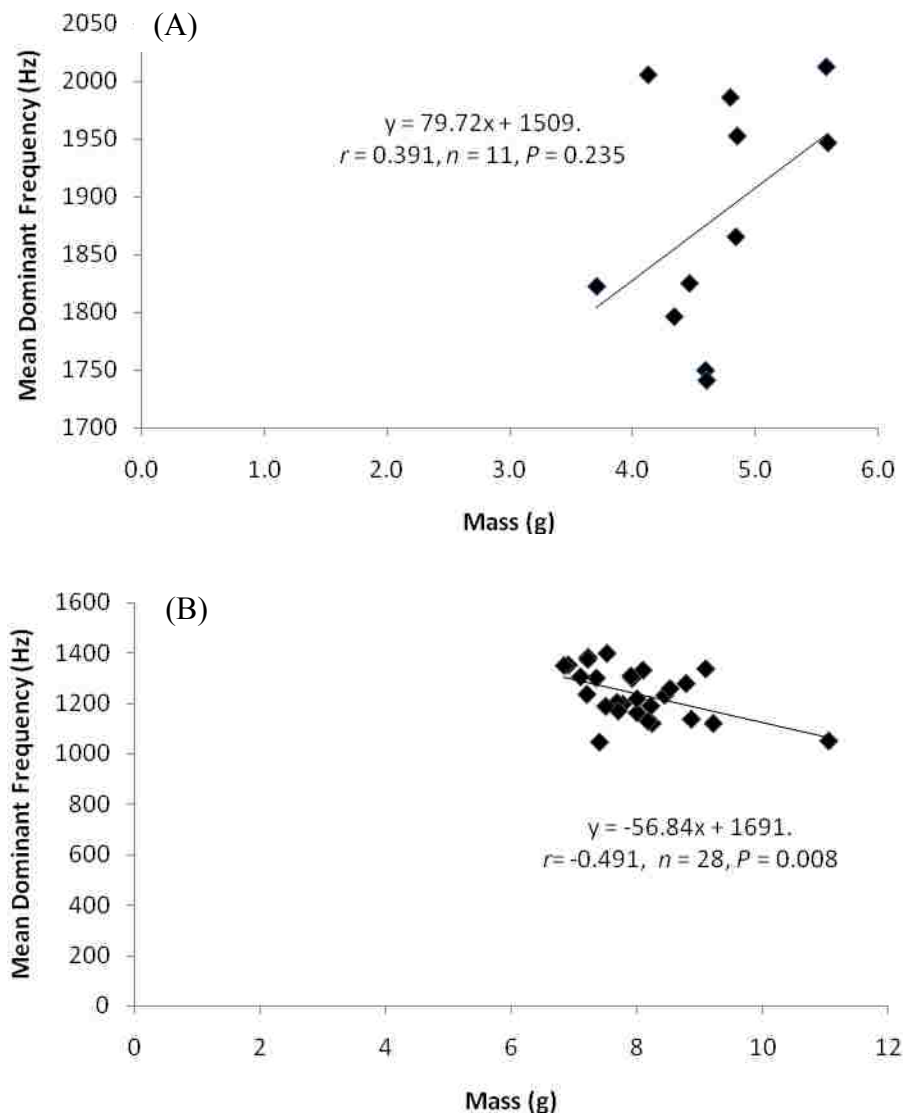 (A)
Mean Dominant Frequency (Hz)
2050
2000
1950
1900
1850
1800
1750
1700
y = 79.72x + 1509.
r = 0.391, n = 11, P = 0.235
0.0 1.0 2.0 3.0 4.0 5.0 6.0
Mass (g)
(B)
Mean Dominant Frequency (Hz)
1600
1400
1200
1000
800
600
400
200
0
y = -56.84x + 1691.
r= -0.491, n = 28, P = 0.008
0 2 4 6 8 10 12
Mass (g)